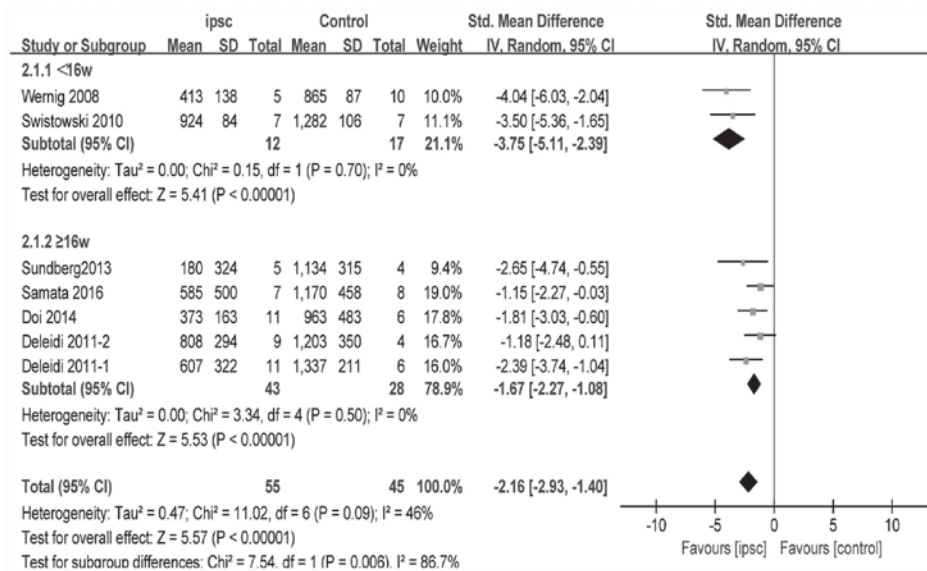 ipsc Control Std. Mean Difference Std. Mean Difference
Study or Subgroup Mean SD Total Mean SD Total Weight IV, Random, 95% CI IV, Random, 95% CI
2.1.1 <16w
Wernig 2008 413 138 5 865 87 10 10.0% -4.04 [-6.03, -2.04]
Swistowski 2010 924 84 7 1,282 106 7 11.1% -3.50 [-5.36, -1.65]
Subtotal (95% CI) 12 17 21.1% -3.75 [-5.11, -2.39]
Heterogeneity: Tau² = 0.00; Chi² = 0.15, df = 1 (P = 0.70); I² = 0%
Test for overall effect: Z = 5.41 (P < 0.00001)
2.1.2 ≥16w
Sundberg2013 180 324 5 1,134 315 4 9.4% -2.65 [-4.74, -0.55]
Samata 2016 585 500 7 1,170 458 8 19.0% -1.15 [-2.27, -0.03]
Doi 2014 373 163 11 963 483 6 17.8% -1.81 [-3.03, -0.60]
Deleidi 2011-2 808 294 9 1,203 350 4 16.7% -1.18 [-2.48, 0.11]
Deleidi 2011-1 607 322 11 1,337 211 6 16.0% -2.39 [-3.74, -1.04]
Subtotal (95% CI) 43 28 78.9% -1.67 [-2.27, -1.08]
Heterogeneity: Tau² = 0.00; Chi² = 3.34, df = 4 (P = 0.50); I² = 0%
Test for overall effect: Z = 5.53 (P < 0.00001)
Total (95% CI) 55 45 100.0% -2.16 [-2.93, -1.40]
Heterogeneity: Tau² = 0.47; Chi² = 11.02, df = 6 (P = 0.09); I² = 46%
Test for overall effect: Z = 5.57 (P < 0.00001)
Test for subgroup differences: Chi² = 7.54, df = 1 (P = 0.006), I² = 86.7%
-10 -5 0 5 10
Favours [ipsc] Favours [control]